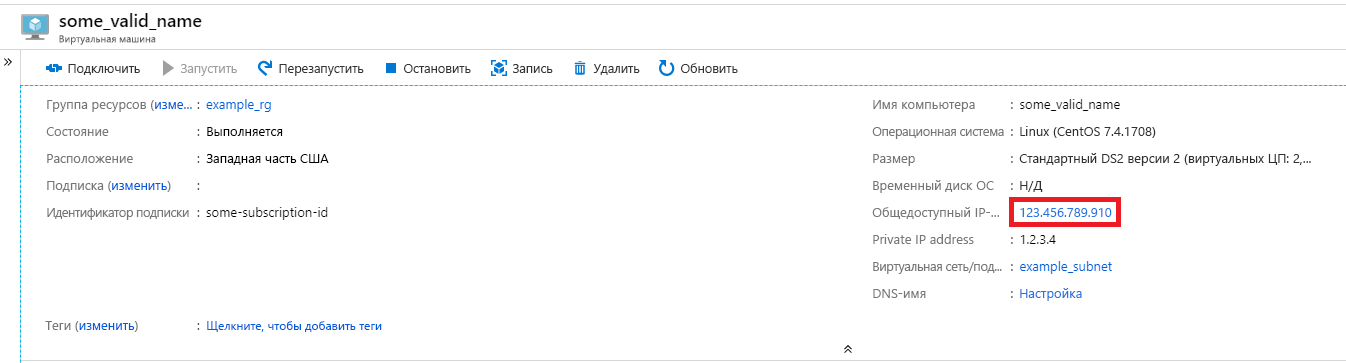 some_valid_name
Виртуальная машина
» Подключить Запустить Перезапустить Остановить Запись Удалить Обновить
Группа ресурсов (изме... : example_rg
Состояние : Выполняется
Расположение : Западная часть США
Подписка (изменить) :
Идентификатор подписки : some-subscription-id
Имя компьютера : some_valid_name
Операционная система : Linux (CentOS 7.4.1708)
Размер : Стандартный DS2 версии 2 (виртуальных ЦП: 2,...
Временный диск ОС : Н/Д
Общедоступный IP-... : 123.456.789.910
Private IP address : 1.2.3.4
Виртуальная сеть/под... : example_subnet
DNS-имя : Настройка
Теги (изменить) : Щелкните, чтобы добавить теги